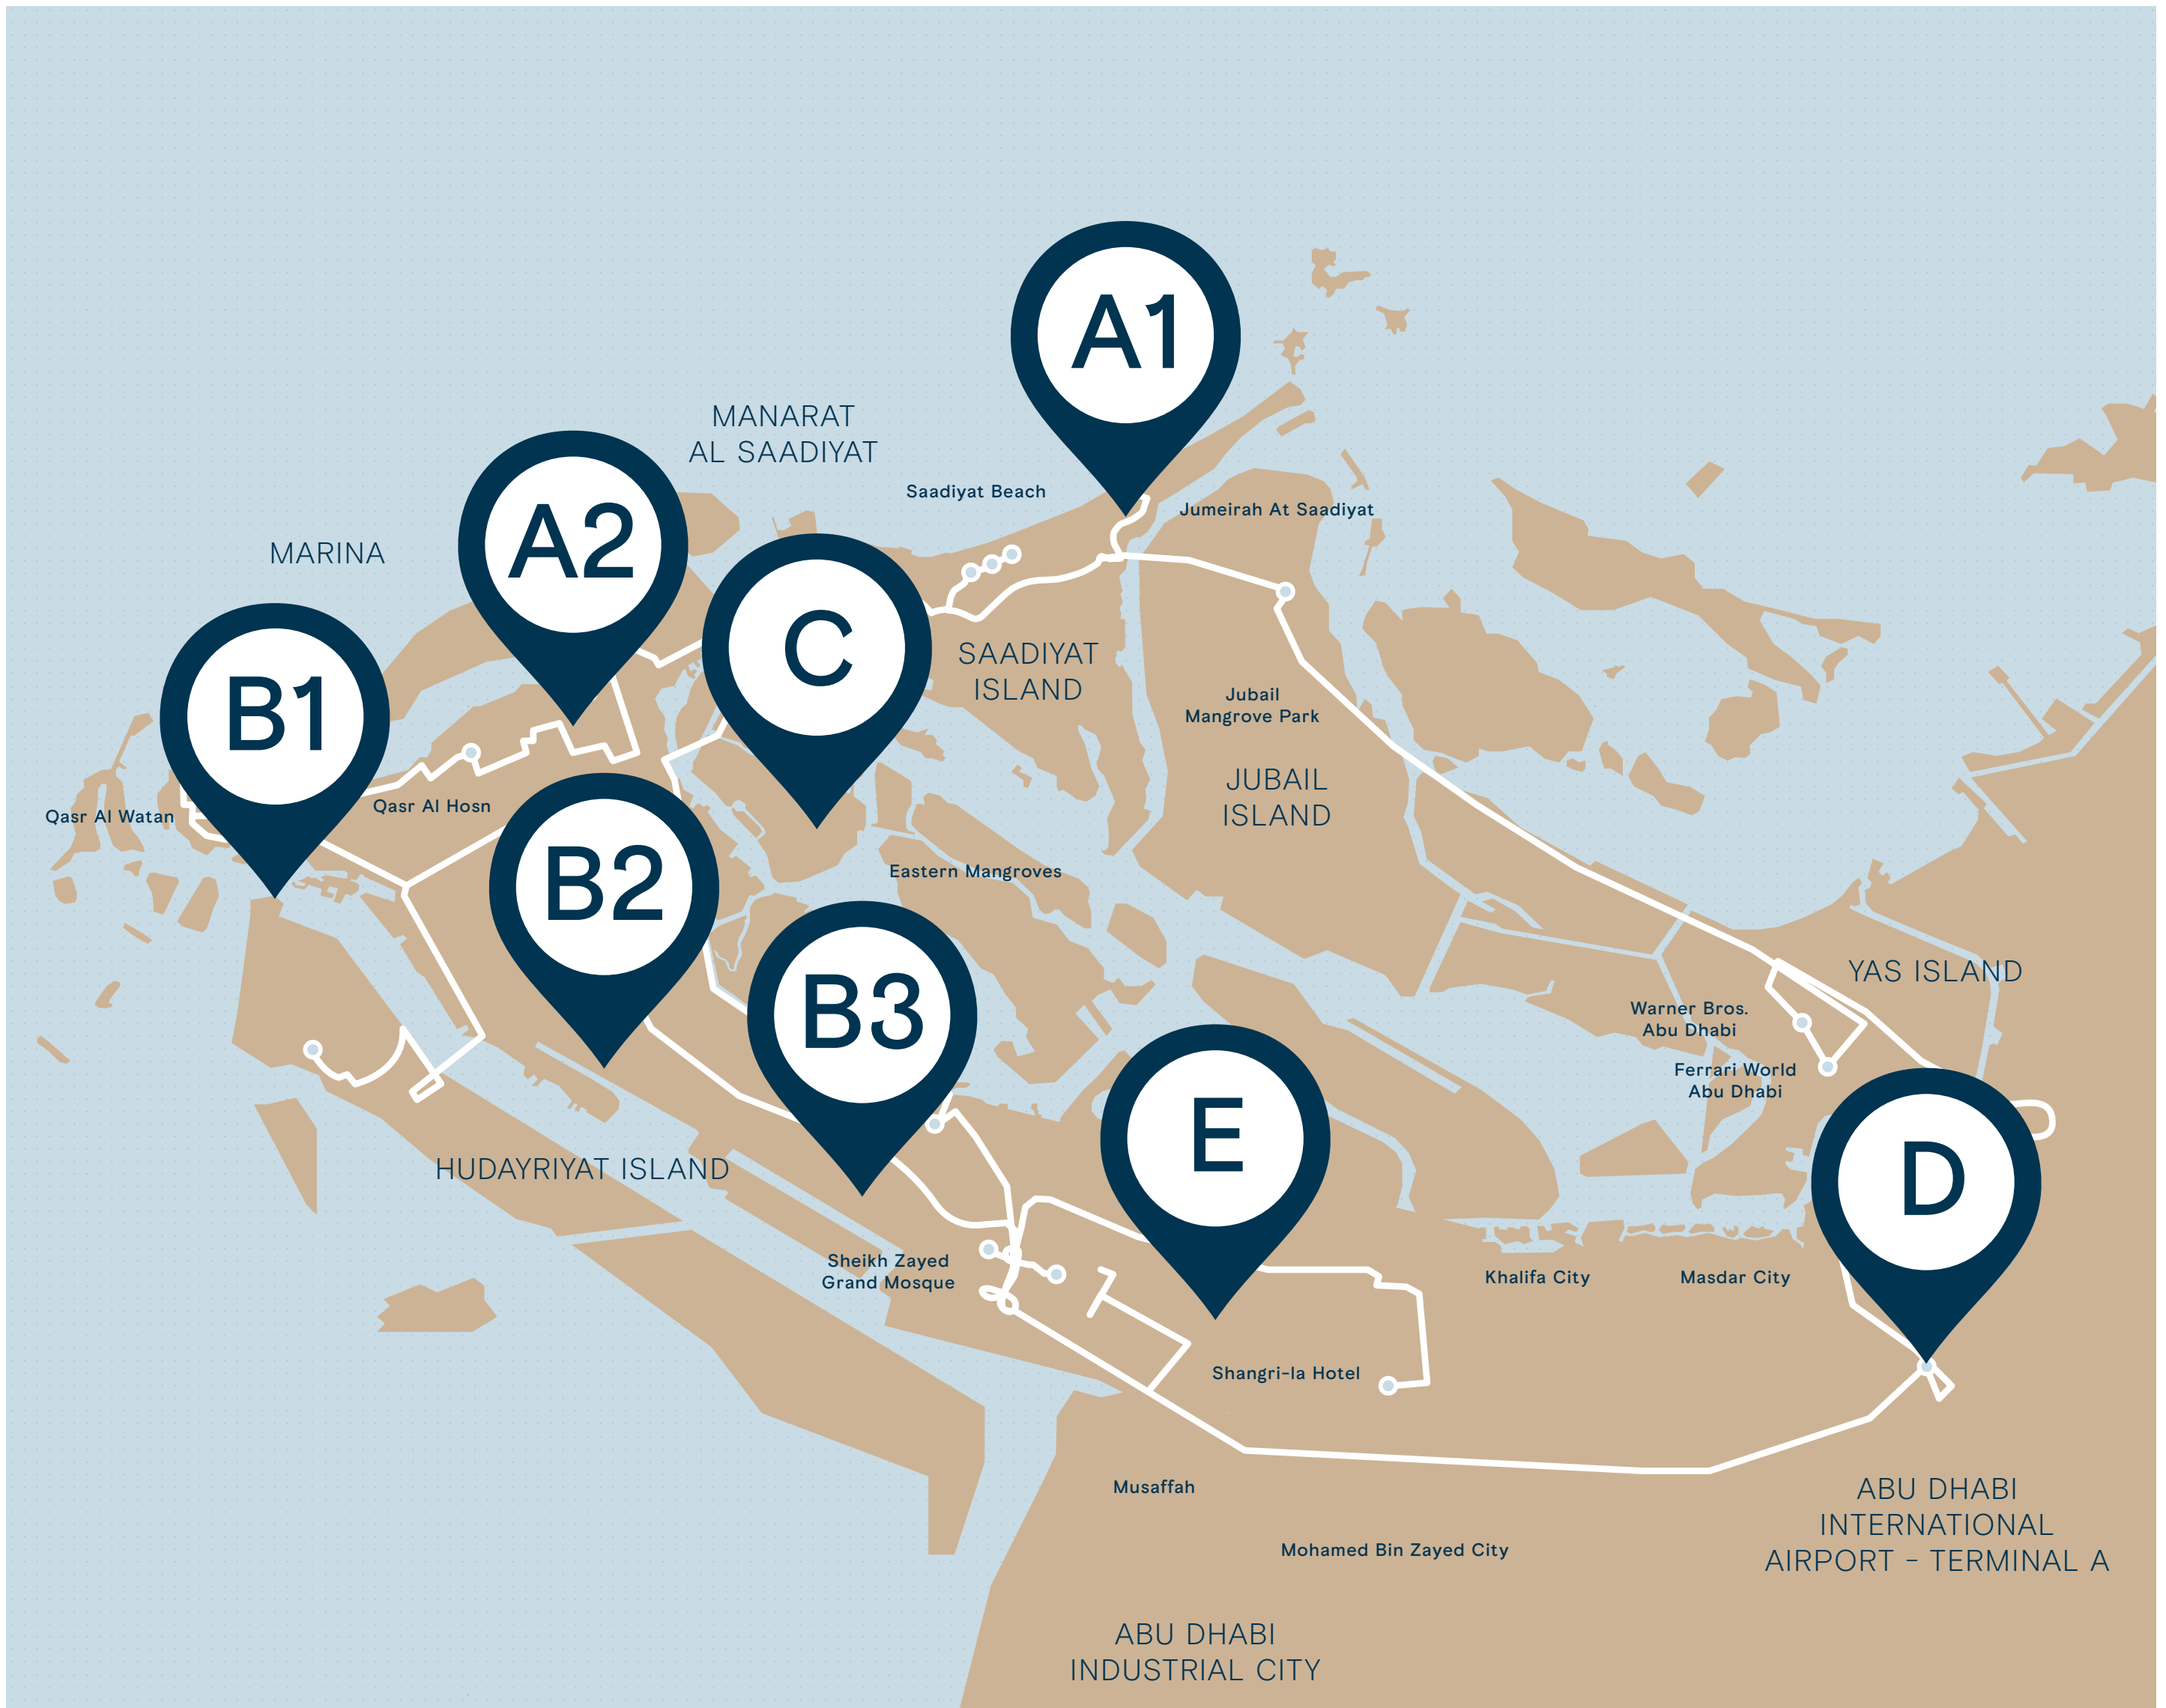 A1
MANARAT
AL SAADIYAT
A2
Saadiyat Beach
Jumeirah At Saadiyat
MARINA
C
B1
SAADIYAT
ISLAND
Jubail
Mangrove Park
JUBAIL
ISLAND
Qasr Al Hosn
Qasr Al Watan
B2
Eastern Mangroves
YAS ISLAND
B3
Warner Bros.
Abu Dhabi
Ferrari World
Abu Dhabi
E
HUDAYRIYAT ISLAND
D
Sheikh Zayed
Grand Mosque
Khalifa City
Masdar City
Shangri-la Hotel
Musaffah
ABU DHABI
INTERNATIONAL
AIRPORT - TERMINAL A
Mohamed Bin Zayed City
ABU DHABI
INDUSTRIAL CITY